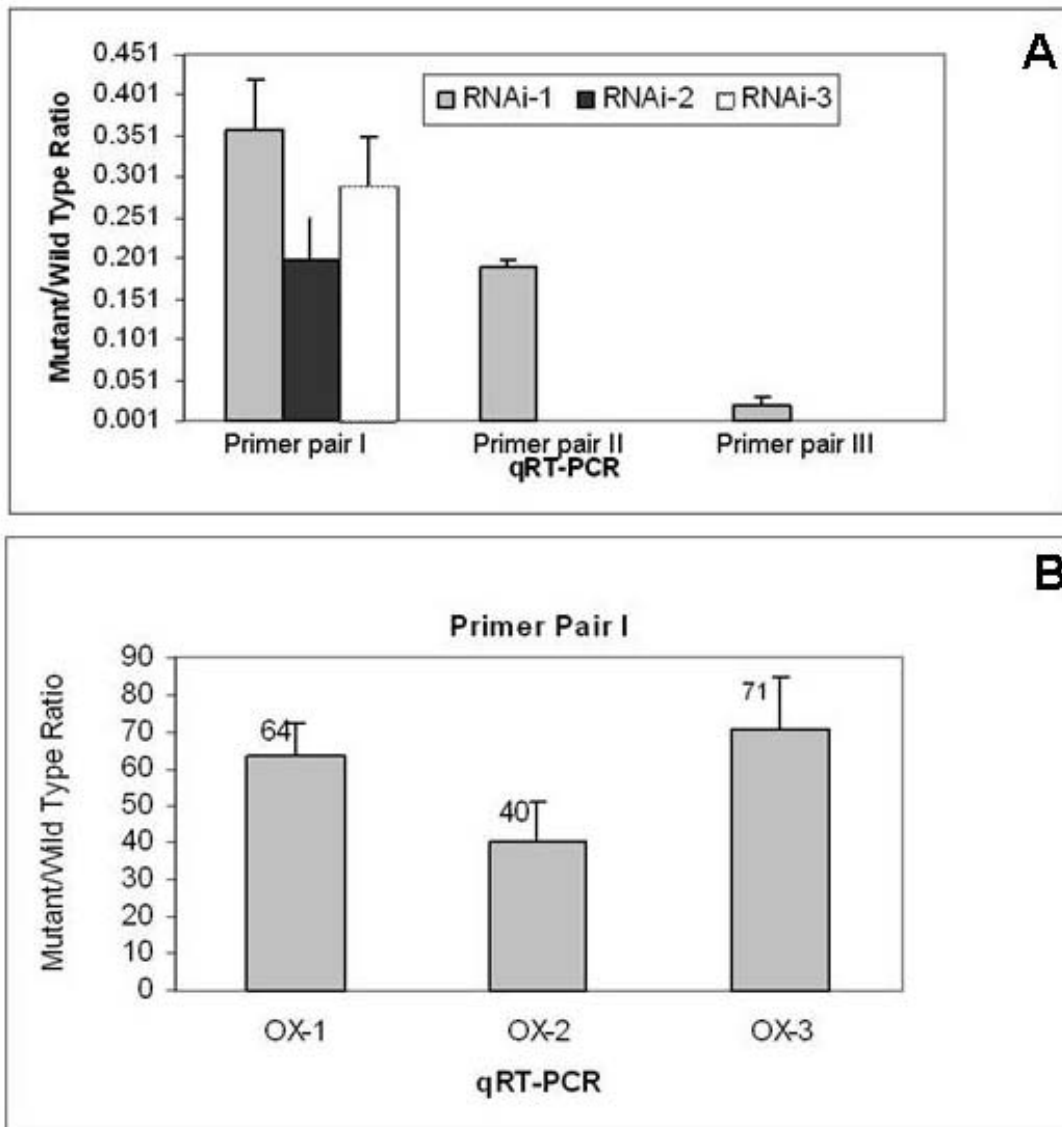 A
0.451
0.401
0.351
0.301
0.251
0.201
0.151
0.101
0.051
0.001
Mutant/Wild Type Ratio
RNAi-1 RNAi-2 RNAi-3
Primer pair I Primer pair II Primer pair III
qRT-PCR
B
Primer Pair I
90
80
70
60
50
40
30
20
10
0
Mutant/Wild Type Ratio
64
40
71
OX-1 OX-2 OX-3
qRT-PCR